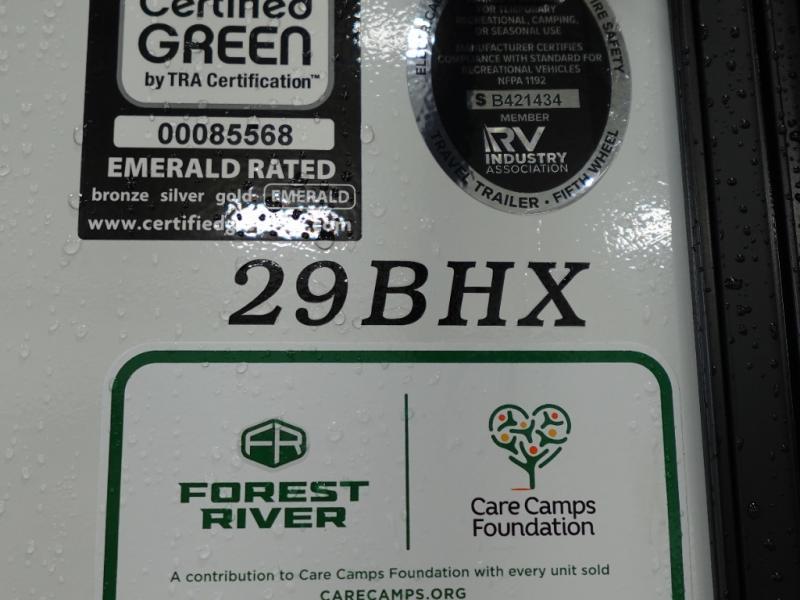 Certified
GREEN
by TRA Certification™
00085568
EMERALD RATED
bronze silver gold EMERALD
www.certified
FOR TEMPORARY
RECREATIONAL, CAMPING,
OR SEASONAL USE
MANUFACTURER CERTIFIES
COMPLIANCE WITH STANDARD FOR
RECREATIONAL VEHICLES
NFPA 1192
S B421434
MEMBER
RV
INDUSTRY
ASSOCIATION
TRAVEL TRAILER • FIFTH WHEEL
29BHX
FR
FOREST
RIVER
Care Camps
Foundation
A contribution to Care Camps Foundation with every unit sold
CARECAMPS.ORG